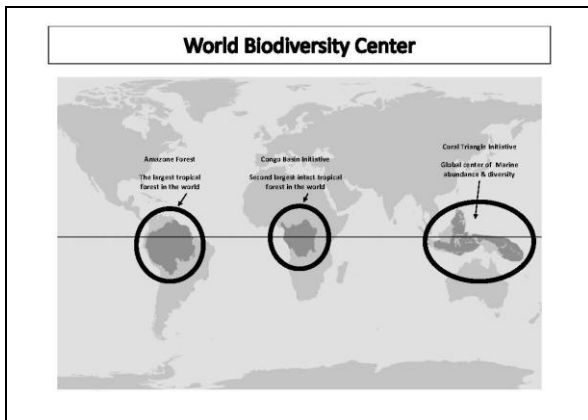 World Biodiversity Center
Amazone Forest
The largest tropical
forest in the world
Congo Basin Initiative
Second largest intact tropical
forest in the world
Coral Triangle Initiative
Global center of Marine
abundance & diversity